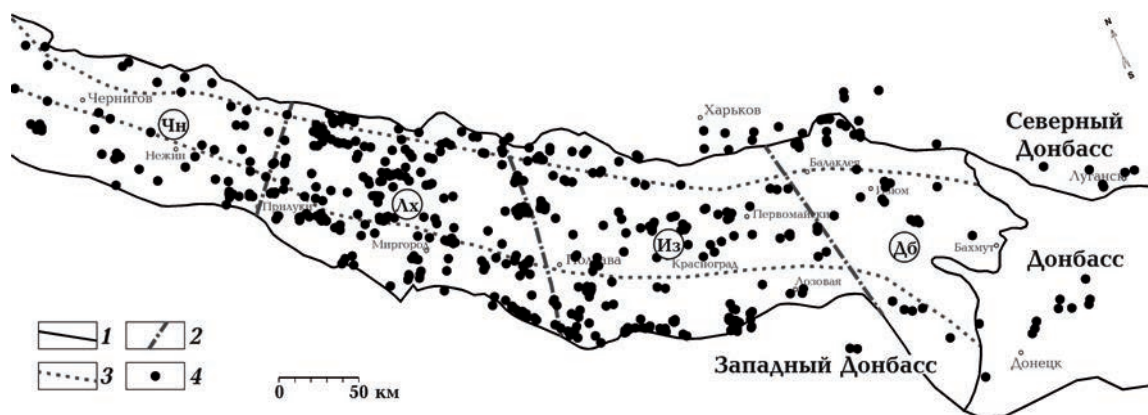 N
S
Чернигов
Чн
Нежин
Харьков
Северный
Донбасс
Луганск
Балаклея
Изюм
Прилуки
Лх
Миргород
Первомайский
Из
Полтава
Красноград
Дб
Бахмут
Донбасс
Лозовая
Западный Донбасс
Донецк
1 2
3 4
0 50 км